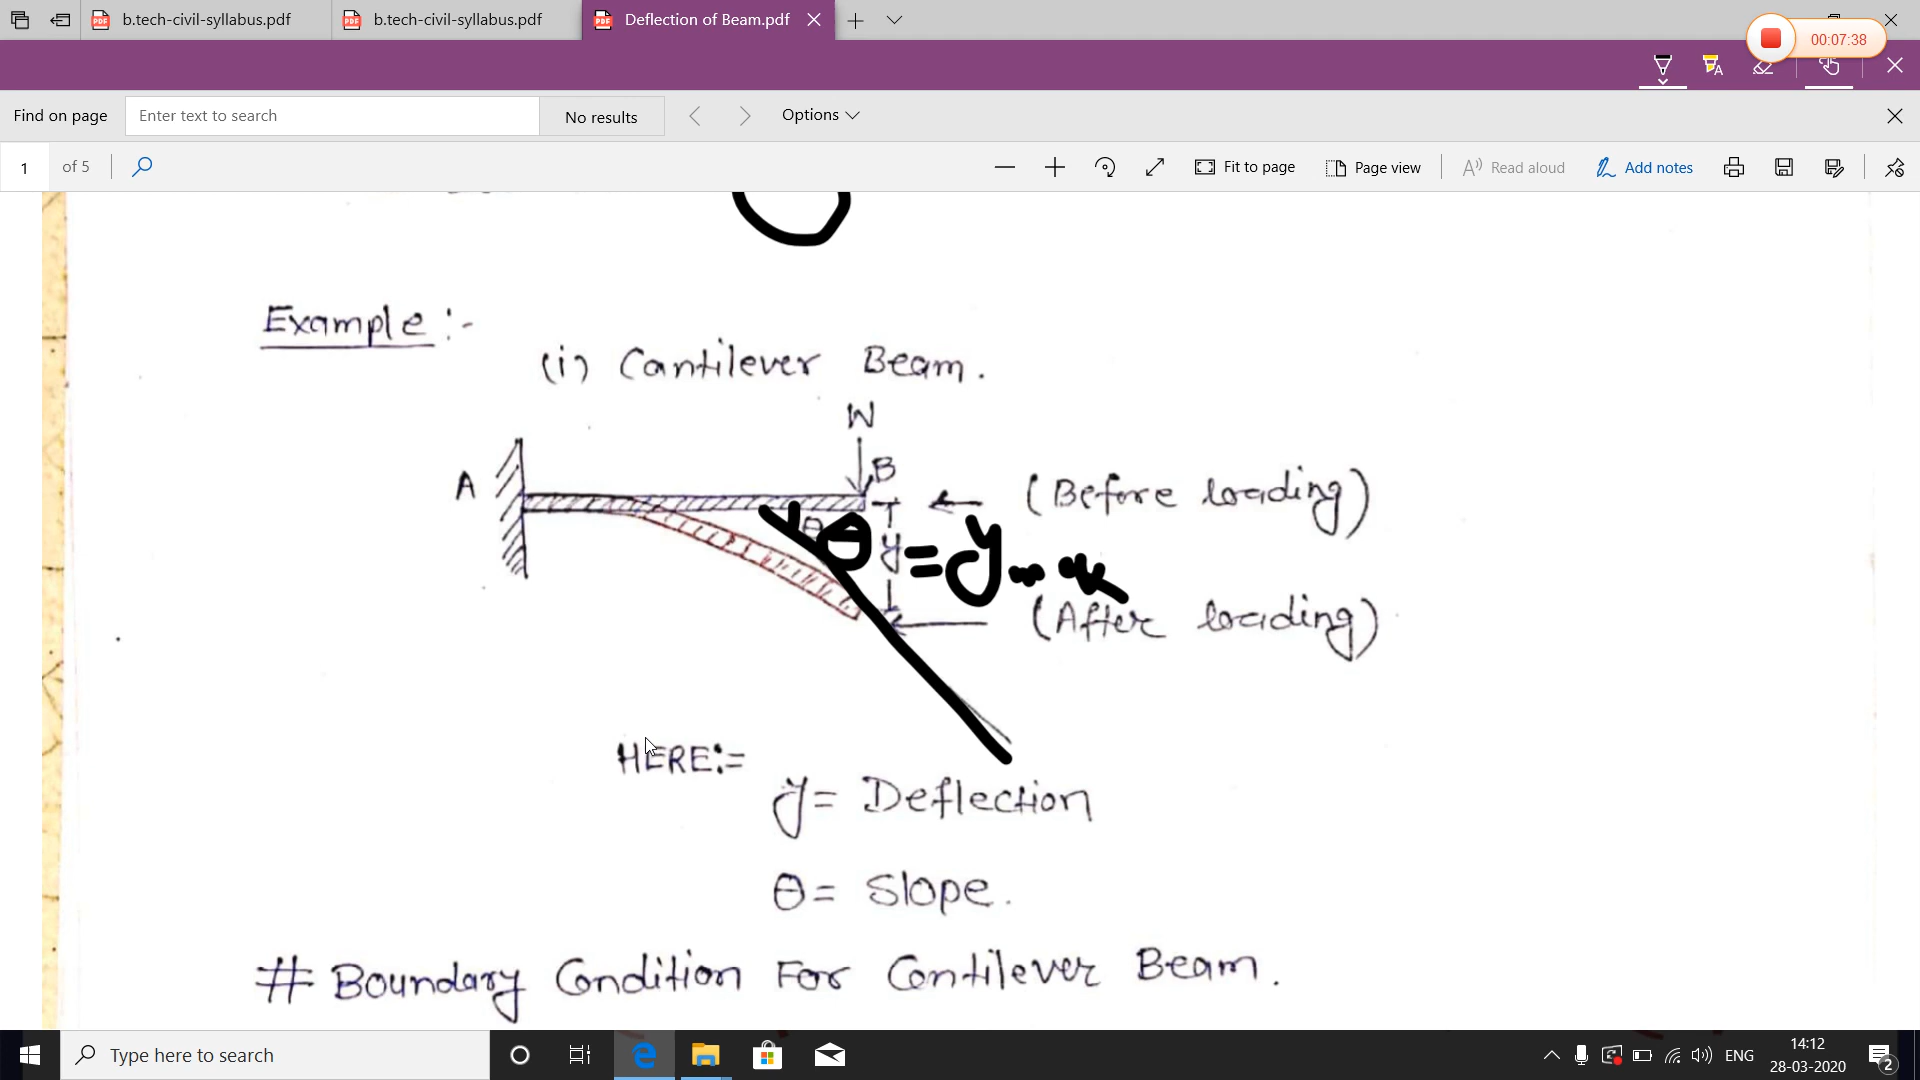 b.tech-civil-syllabus.pdf
b.tech-civil-syllabus.pdf
Deflection of Beam.pdf
00:07:38
Find on page
Enter text to search
No results
Options
1 of 5
Fit to page
Page view
Read aloud
Add notes
Example :-
(i) Cantilever Beam.
W
A
B
(Before loading)
θ
θ
y
= y max
(After loading)
HERE:=
y = Deflection
θ = Slope.
# Boundary Condition For Cantilever Beam.
Type here to search
ENG
14:12
28-03-2020
2